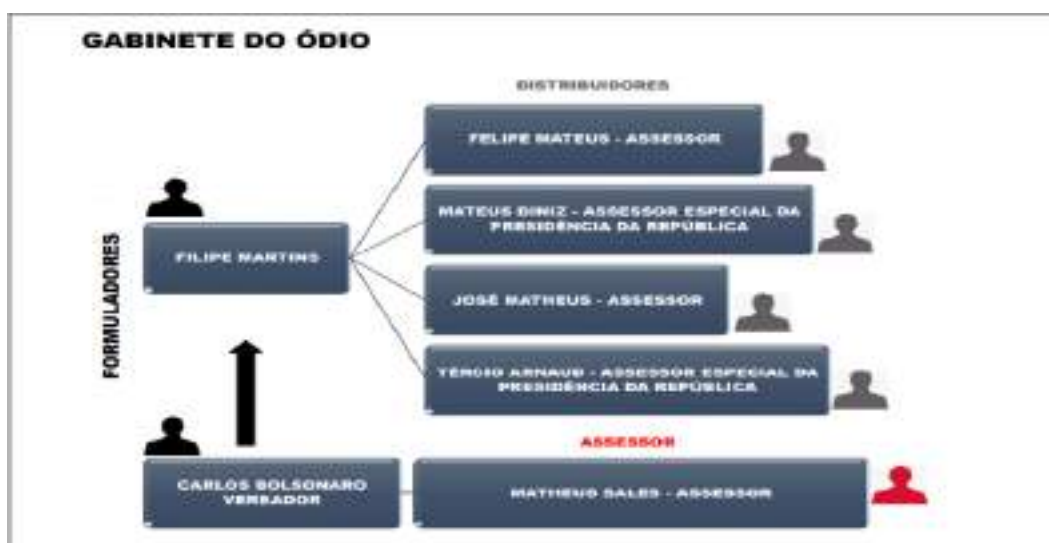 GABINETE DO ÓDIO
DISTRIBUIDORES
FELIPE MATEUS - ASSESSOR
MATEUS DINIZ - ASSESSOR ESPECIAL DA
PRESIDÊNCIA DA REPÚBLICA
FORMULADORES
FILIPE MARTINS
JOSÉ MATHEUS - ASSESSOR
TÉRCIO ARNAUD - ASSESSOR ESPECIAL DA
PRESIDÊNCIA DA REPÚBLICA
ASSESSOR
CARLOS BOLSONARO
VEREADOR
MATHEUS SALES - ASSESSOR